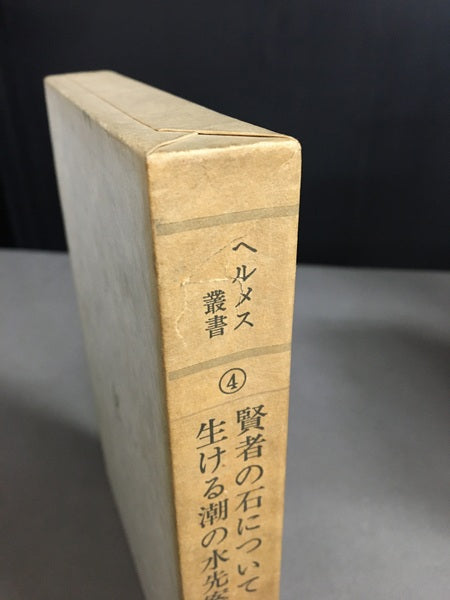 ヘルメス
叢書
④
賢者の石について
生ける潮の水先案